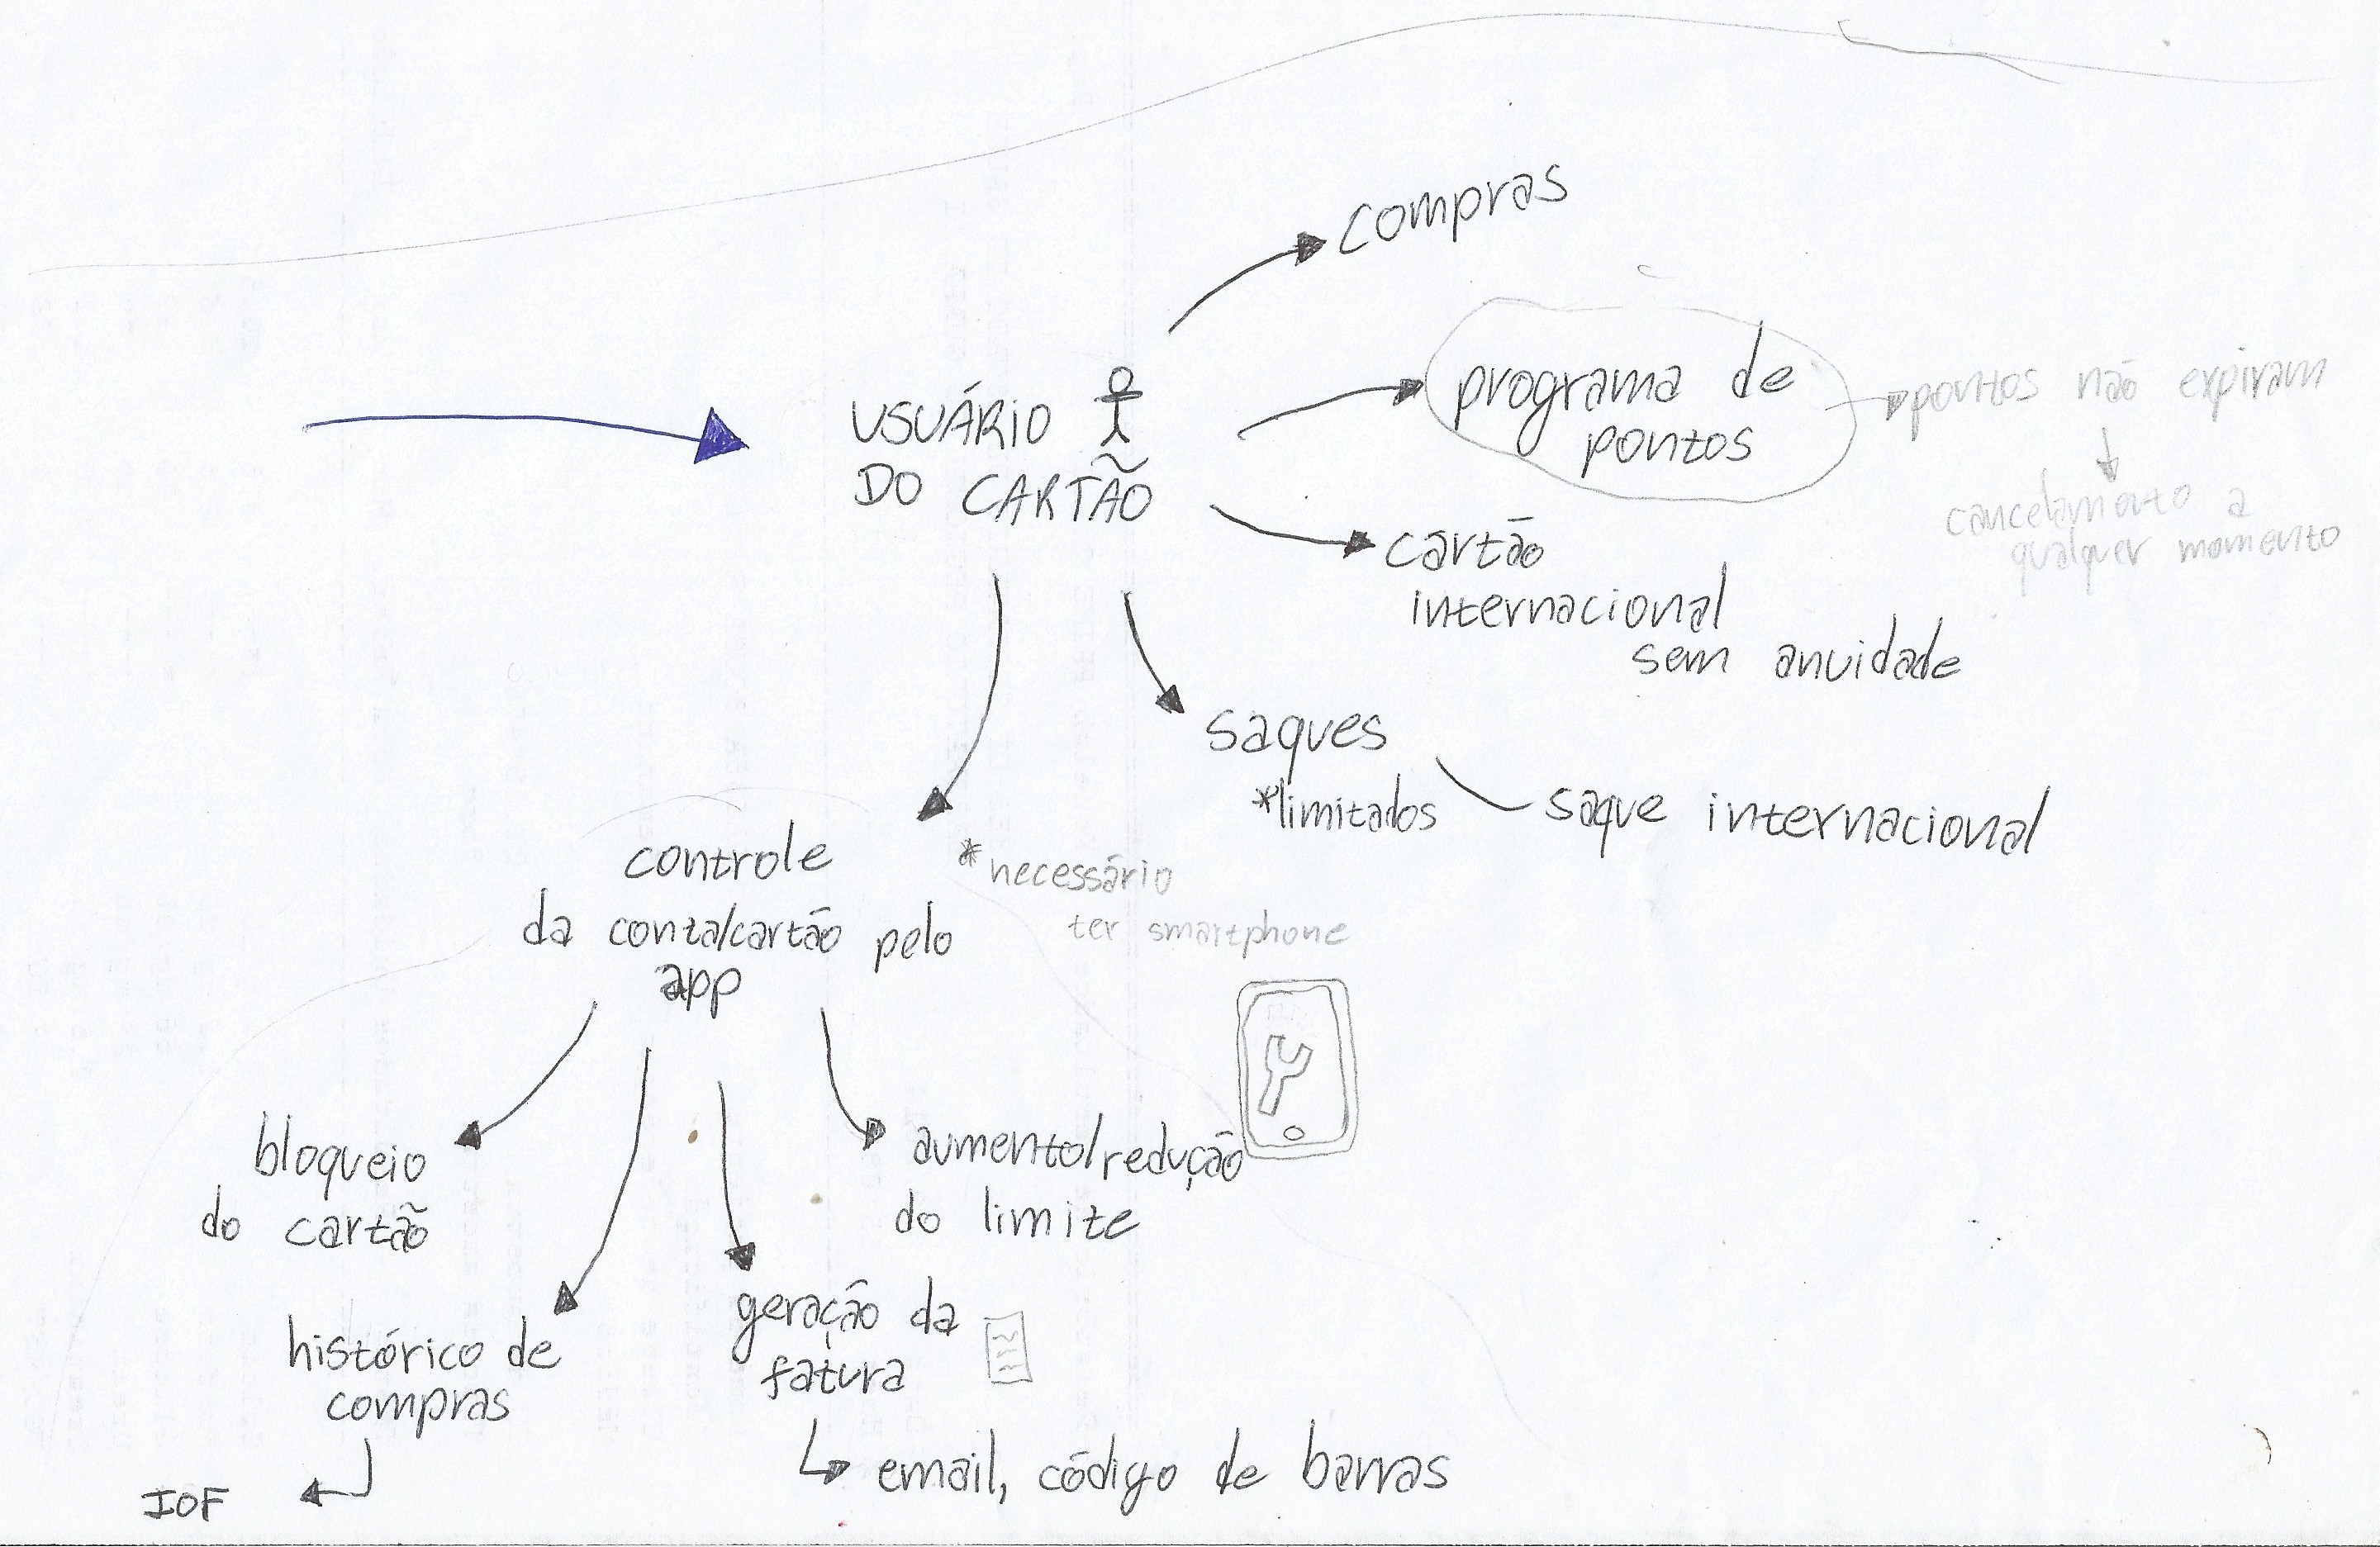 compras
programa de
pontos
pontos não expiram
cancelamento a
qualquer momento
USUÁRIO
DO CARTÃO
cartão
internacional
sem anuidade
saques
*limitados
saque internacional
controle
da conta/cartão pelo
app
*necessário
ter smartphone
bloqueio
do cartão
aumento/redução
do limite
histórico de
compras
geração da
fatura
IOF
email, código de barras